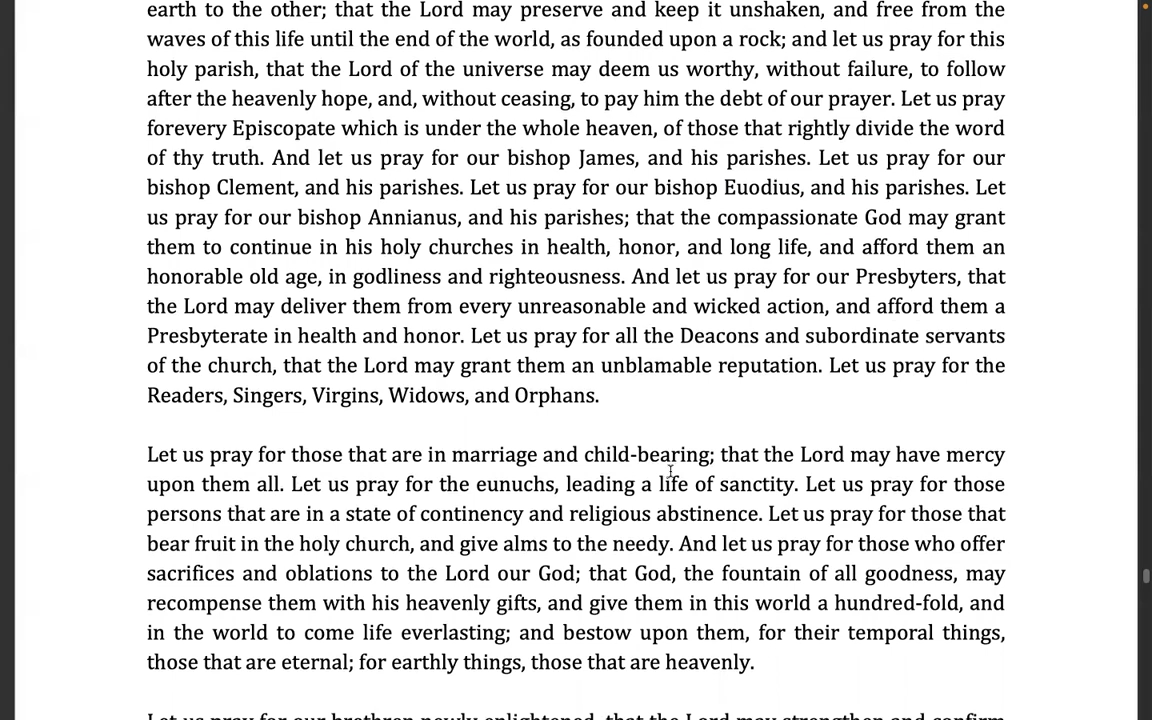 earth to the other; that the Lord may preserve and keep it unshaken, and free from the
waves of this life until the end of the world, as founded upon a rock; and let us pray for this
holy parish, that the Lord of the universe may deem us worthy, without failure, to follow
after the heavenly hope, and, without ceasing, to pay him the debt of our prayer. Let us pray
forevery Episcopate which is under the whole heaven, of those that rightly divide the word
of thy truth. And let us pray for our bishop James, and his parishes. Let us pray for our
bishop Clement, and his parishes. Let us pray for our bishop Euodius, and his parishes. Let
us pray for our bishop Annianus, and his parishes; that the compassionate God may grant
them to continue in his holy churches in health, honor, and long life, and afford them an
honorable old age, in godliness and righteousness. And let us pray for our Presbyters, that
the Lord may deliver them from every unreasonable and wicked action, and afford them a
Presbyterate in health and honor. Let us pray for all the Deacons and subordinate servants
of the church, that the Lord may grant them an unblamable reputation. Let us pray for the
Readers, Singers, Virgins, Widows, and Orphans.
Let us pray for those that are in marriage and child-bearing; that the Lord may have mercy
upon them all. Let us pray for the eunuchs, leading a life of sanctity. Let us pray for those
persons that are in a state of continency and religious abstinence. Let us pray for those that
bear fruit in the holy church, and give alms to the needy. And let us pray for those who offer
sacrifices and oblations to the Lord our God; that God, the fountain of all goodness, may
recompense them with his heavenly gifts, and give them in this world a hundred-fold, and
in the world to come life everlasting; and bestow upon them, for their temporal things,
those that are eternal; for earthly things, those that are heavenly.
Let us pray for our brethren newly enlightened, that the Lord may strengthen and confirm